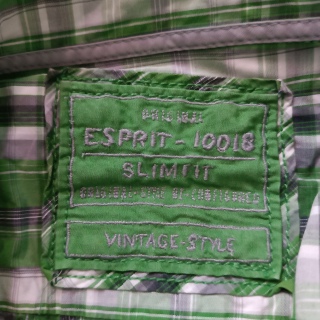 ORIGINAL
ESPRIT - 10018
SLIMFIT
VINTAGE-STYLE